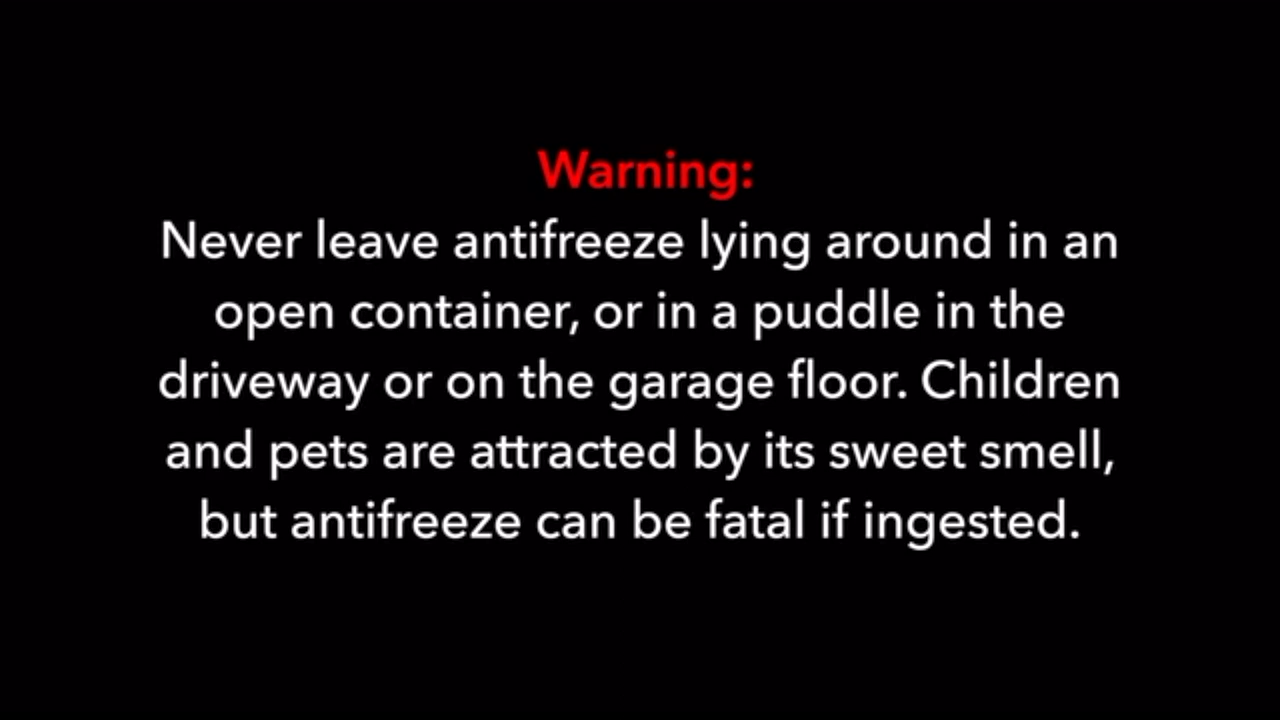 Warning:
Never leave antifreeze lying around in an
open container, or in a puddle in the
driveway or on the garage floor. Children
and pets are attracted by its sweet smell,
but antifreeze can be fatal if ingested.